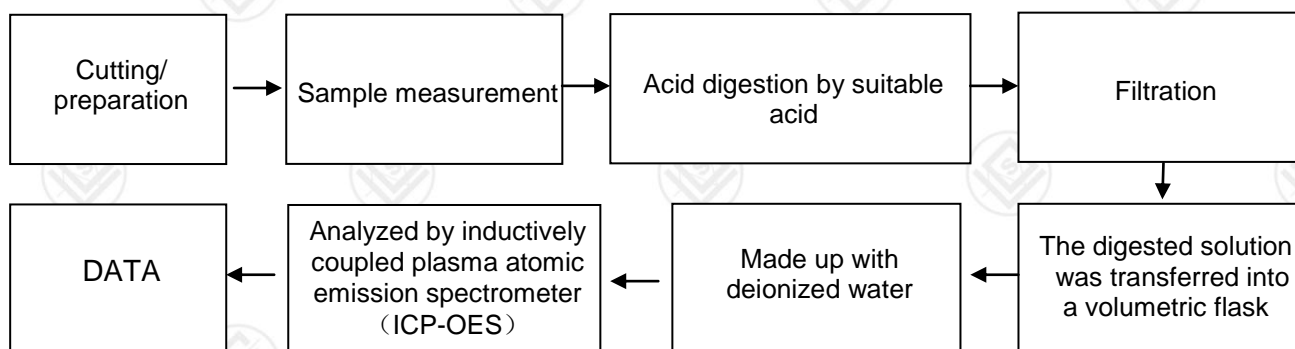 Cutting/
preparation
Sample measurement
Acid digestion by suitable
acid
Filtration
The digested solution
was transferred into
a volumetric flask
Made up with
deionized water
Analyzed by inductively
coupled plasma atomic
emission spectrometer
（ICP-OES）
DATA